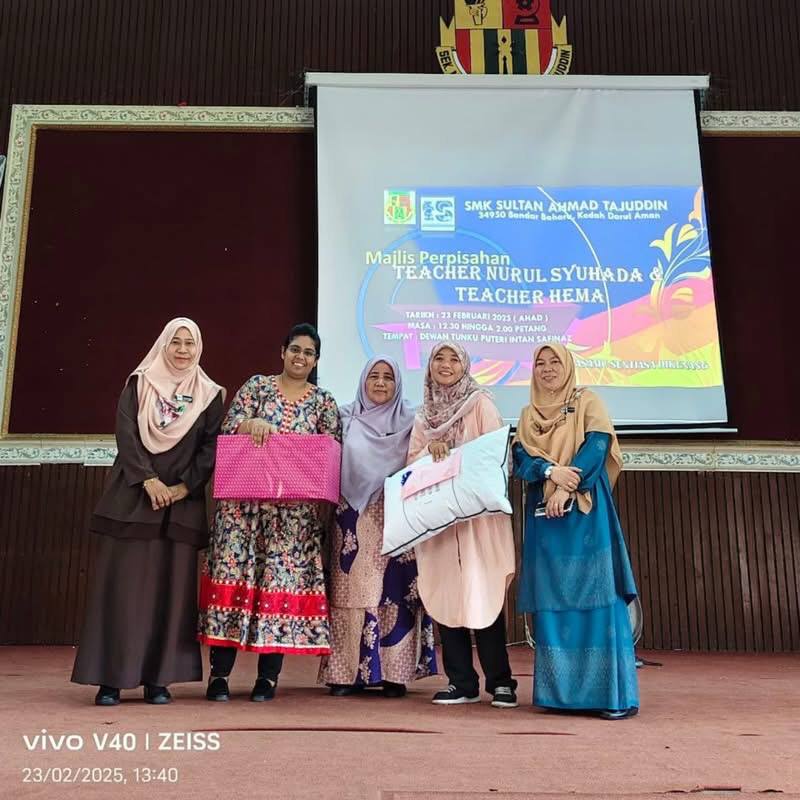 SMK SULTAN AHMAD TAJUDDIN
34950 Bandar Baharu, Kedah Darul Aman
Majlis Perpisahan
TEACHER NURUL SYUHADA &
TEACHER HEMA
TARIKH : 23 FEBRUARI 2025 ( AHAD )
MASA : 12.30 HINGGA 2.00 PETANG
TEMPAT : DEWAN TUNKU PUTERI INTAN SAFINAZ
SENTIASA DIKENANG
vivo V40 | ZEISS
23/02/2025, 13:40